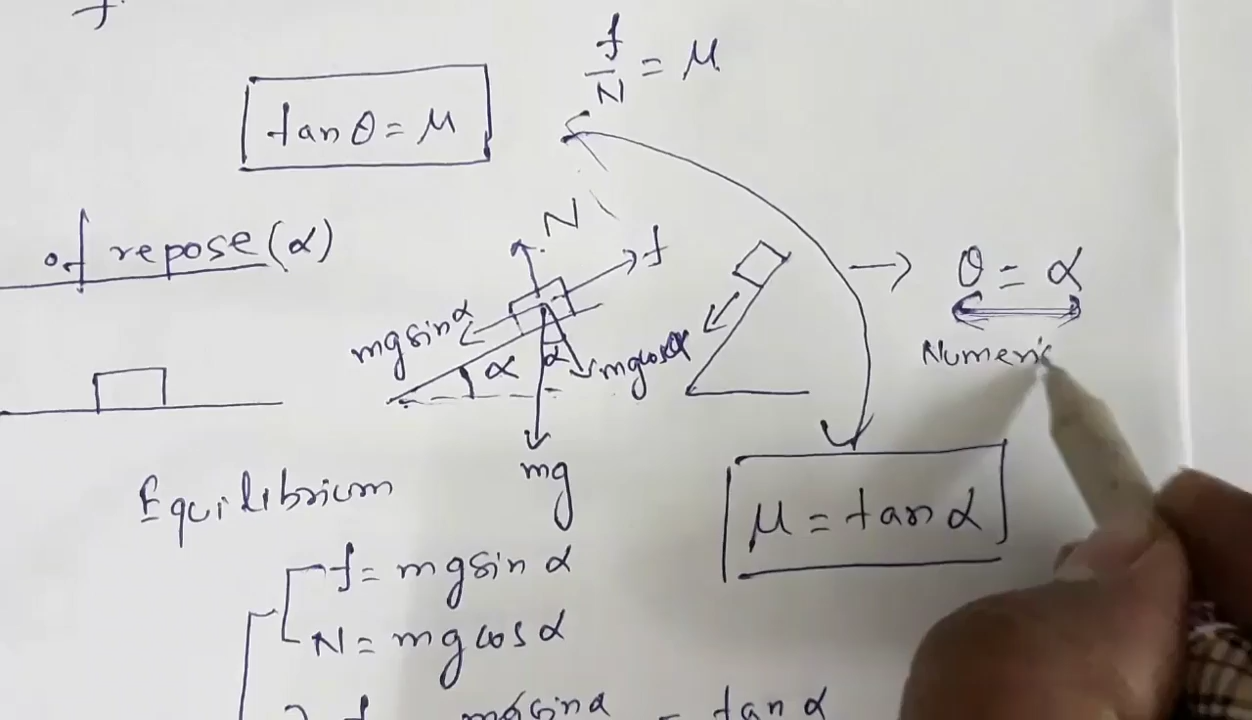 f
f/N = μ
tan θ = μ
of repose (α)
N
f
θ = α
mg sin α
α
α
mg cos α
Numeric
mg
Equilibrium
μ = tan α
f = mg sin α
N = mg cos α
f mg sin α = tan α